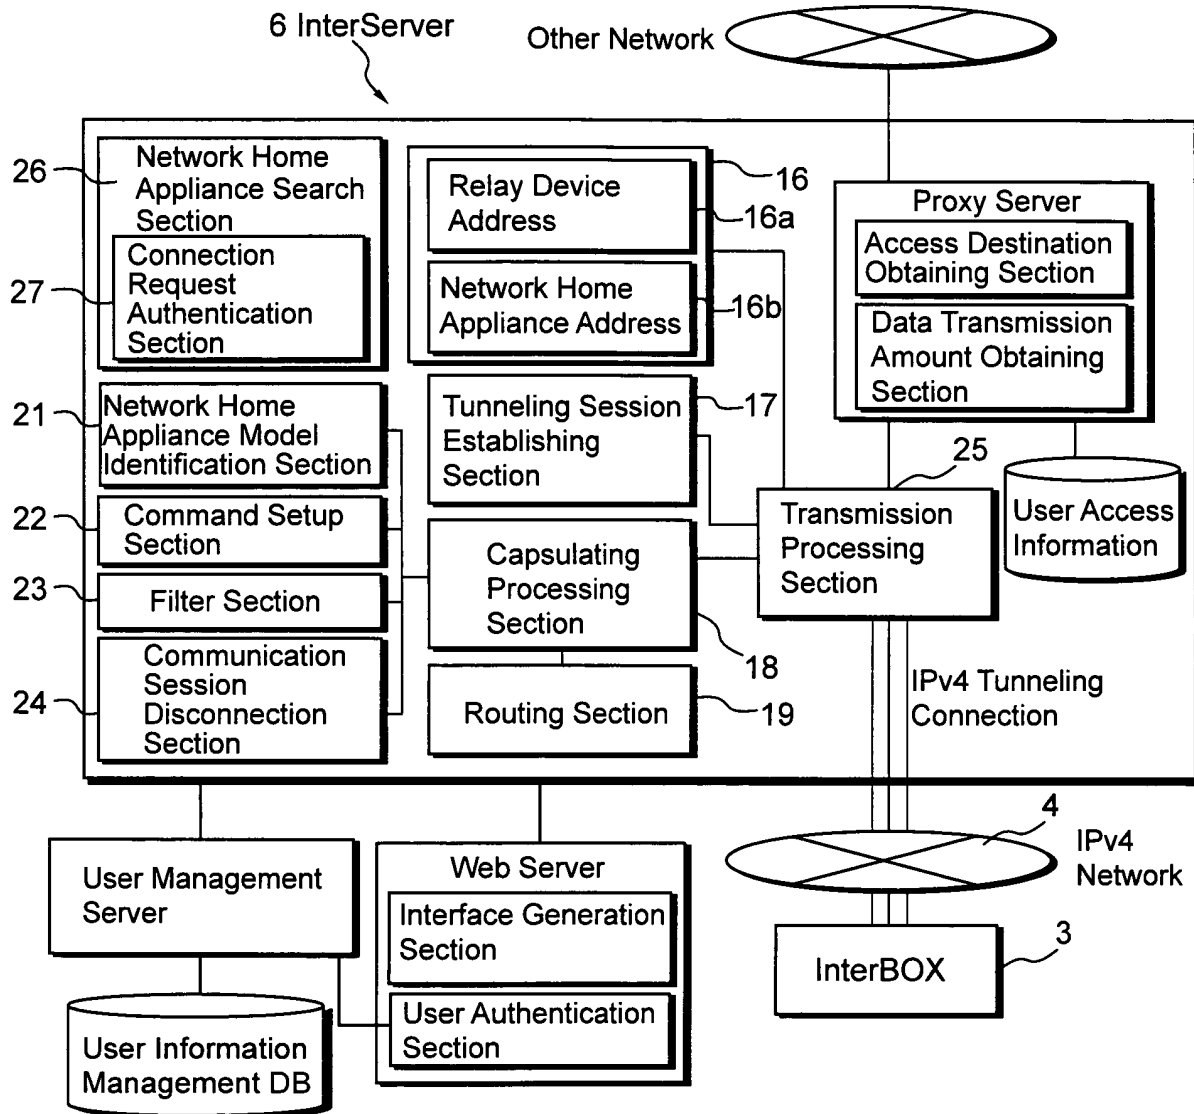 6 InterServer
Other Network
26
Network Home
Appliance Search
Section
27
Connection
Request
Authentication
Section
Relay Device
Address
16
16a
Network Home
Appliance Address
16b
Proxy Server
Access Destination
Obtaining Section
Data Transmission
Amount Obtaining
Section
21
Network Home
Appliance Model
Identification Section
22
Command Setup
Section
23
Filter Section
24
Communication
Session
Disconnection
Section
Tunneling Session
Establishing
Section
17
Capsulating
Processing
Section
18
Routing Section
19
25
Transmission
Processing
Section
User Access
Information
IPv4 Tunneling
Connection
User Management
Server
User Information
Management DB
Web Server
Interface Generation
Section
User Authentication
Section
4
IPv4
Network
InterBOX
3